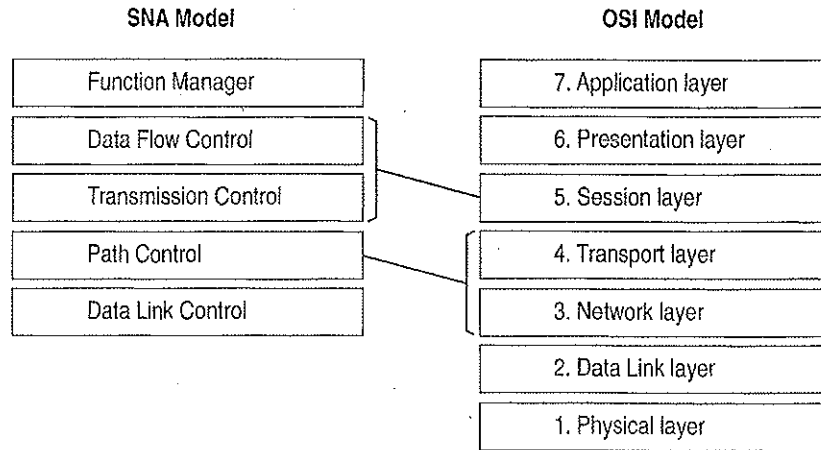 SNA Model
Function Manager
Data Flow Control
Transmission Control
Path Control
Data Link Control
OSI Model
7. Application layer
6. Presentation layer
5. Session layer
4. Transport layer
3. Network layer
2. Data Link layer
1. Physical layer